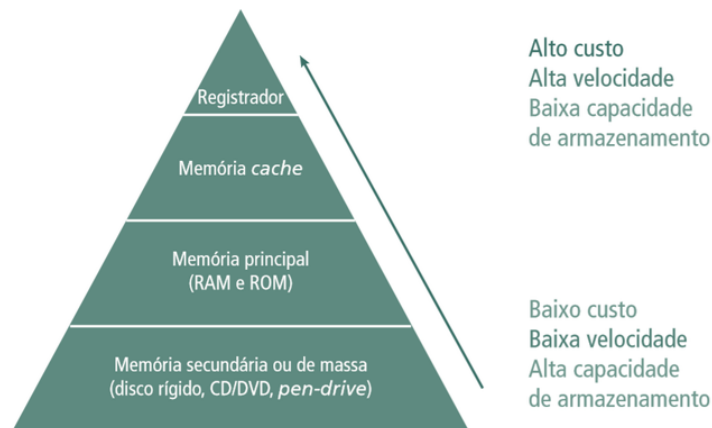 Registrador
Memória cache
Memória principal
(RAM e ROM)
Memória secundária ou de massa
(disco rígido, CD/DVD, pen-drive)
Alto custo
Alta velocidade
Baixa capacidade
de armazenamento
Baixo custo
Baixa velocidade
Alta capacidade
de armazenamento